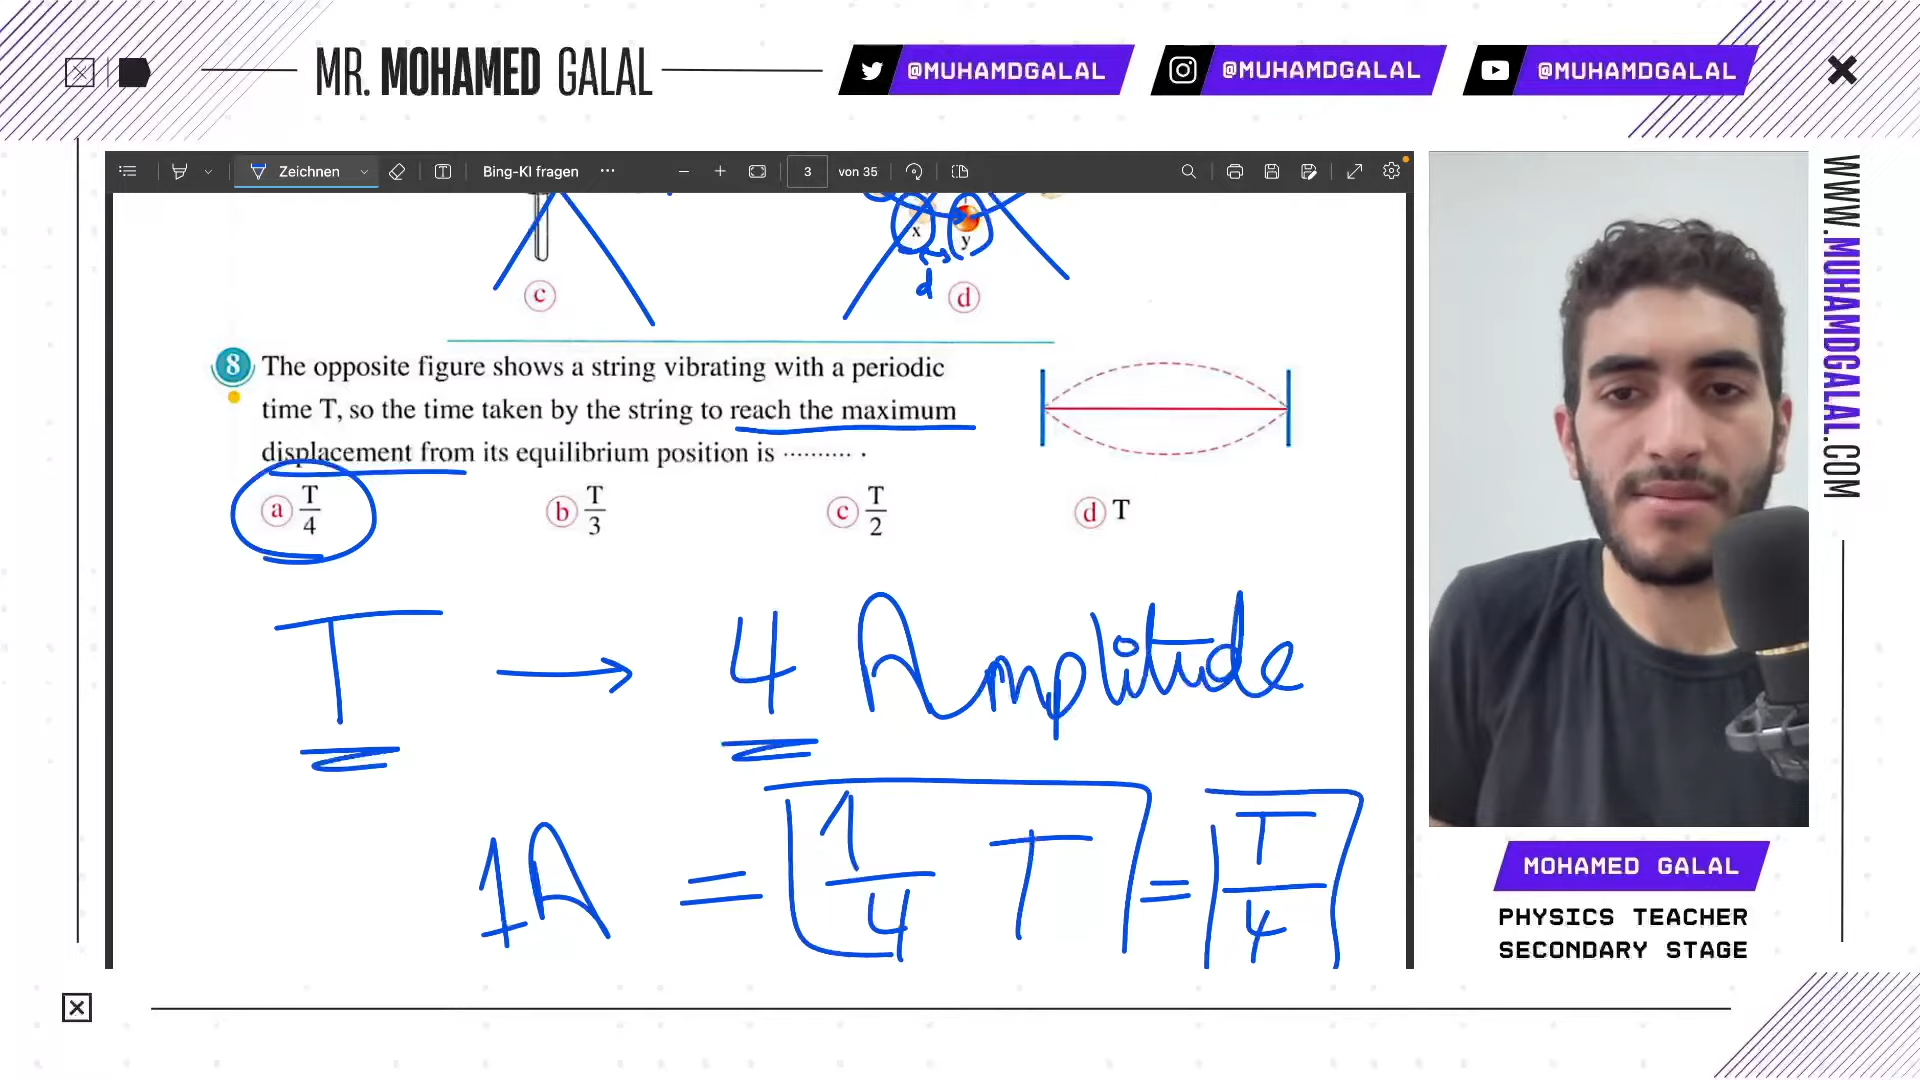 MR. MOHAMED GALAL
@MUHAMDGALAL
@MUHAMDGALAL
@MUHAMDGALAL
Zeichnen
Bing-KI fragen
3
von 35
x
y
d
c
d
8 The opposite figure shows a string vibrating with a periodic
time T, so the time taken by the string to reach the maximum
displacement from its equilibrium position is .......... .
a T/4
b T/3
c T/2
d T
T → 4 Amplitude
1A = 1/4 T = T/4
WWW.MUHAMDGALAL.COM
MOHAMED GALAL
PHYSICS TEACHER
SECONDARY STAGE